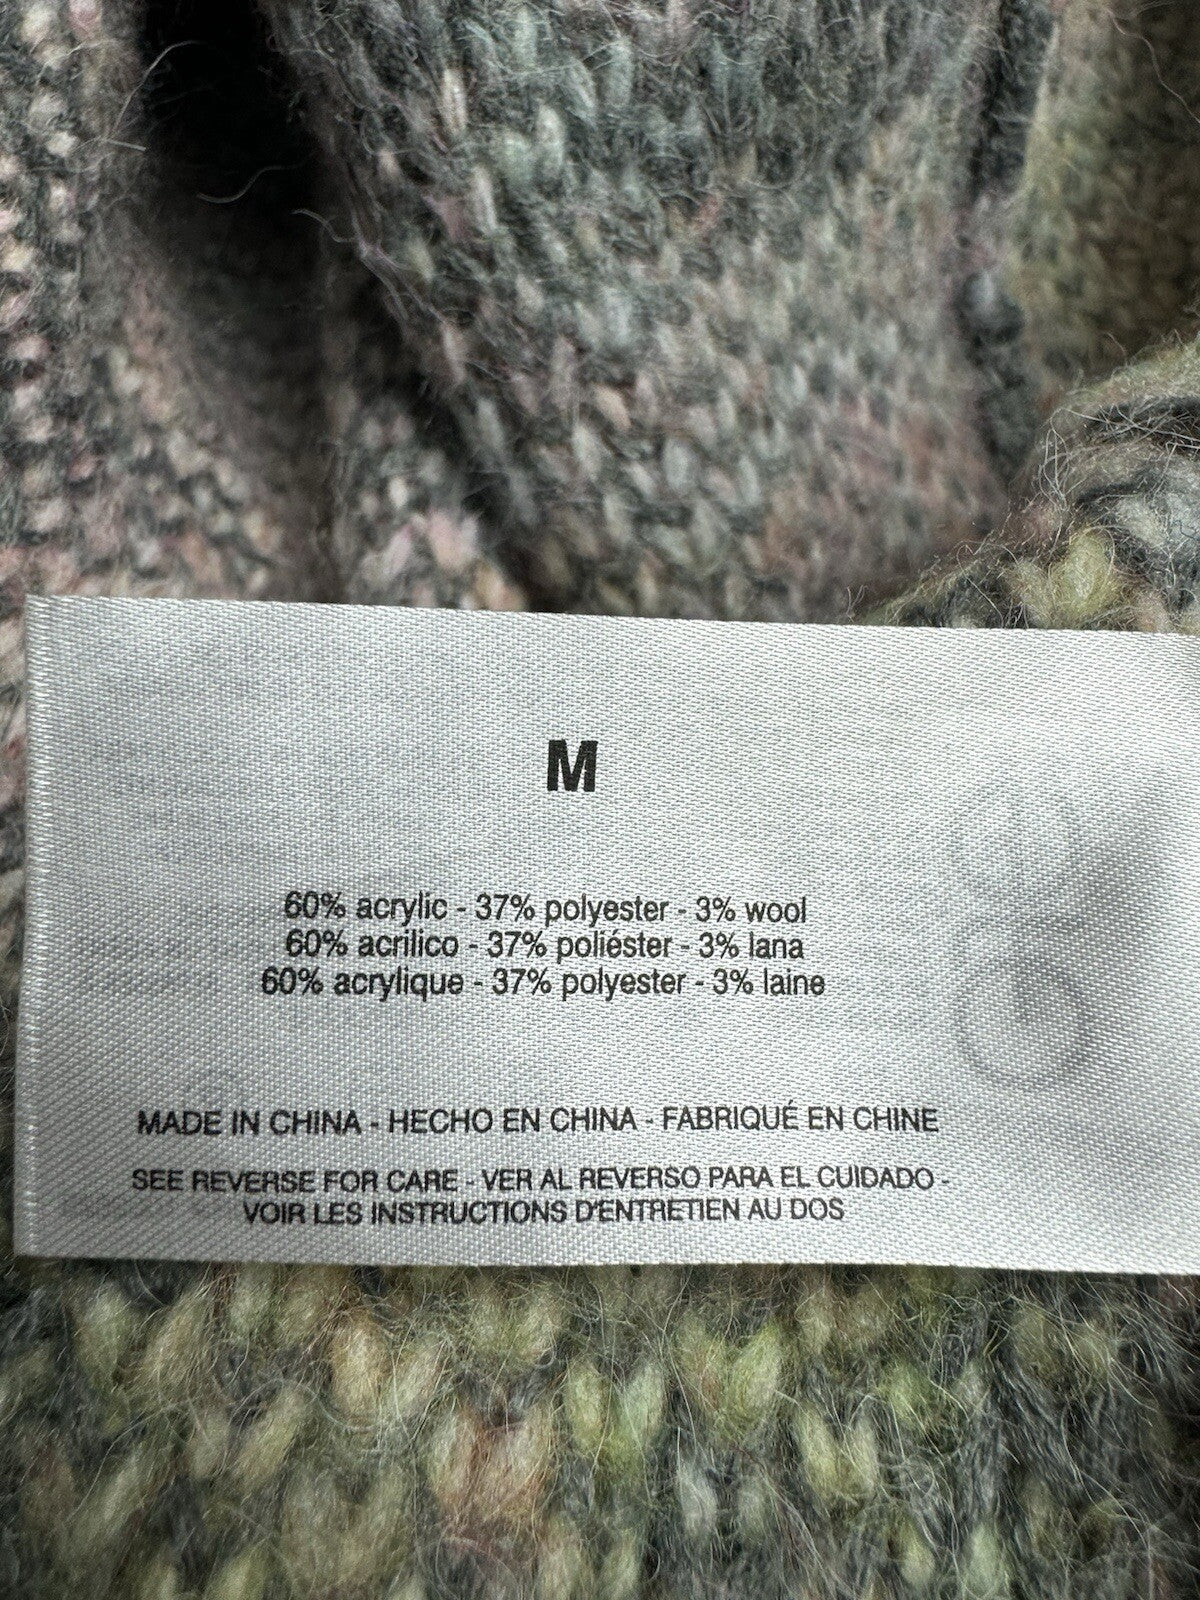 M
60% acrylic - 37% polyester - 3% wool
60% acrilico - 37% poliéster - 3% lana
60% acrylique - 37% polyester - 3% laine
MADE IN CHINA - HECHO EN CHINA - FABRIQUÉ EN CHINE
SEE REVERSE FOR CARE - VER AL REVERSO PARA EL CUIDADO -
VOIR LES INSTRUCTIONS D'ENTRETIEN AU DOS